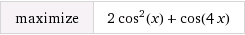 maximize | 2 cos²(x) + cos(4 x)